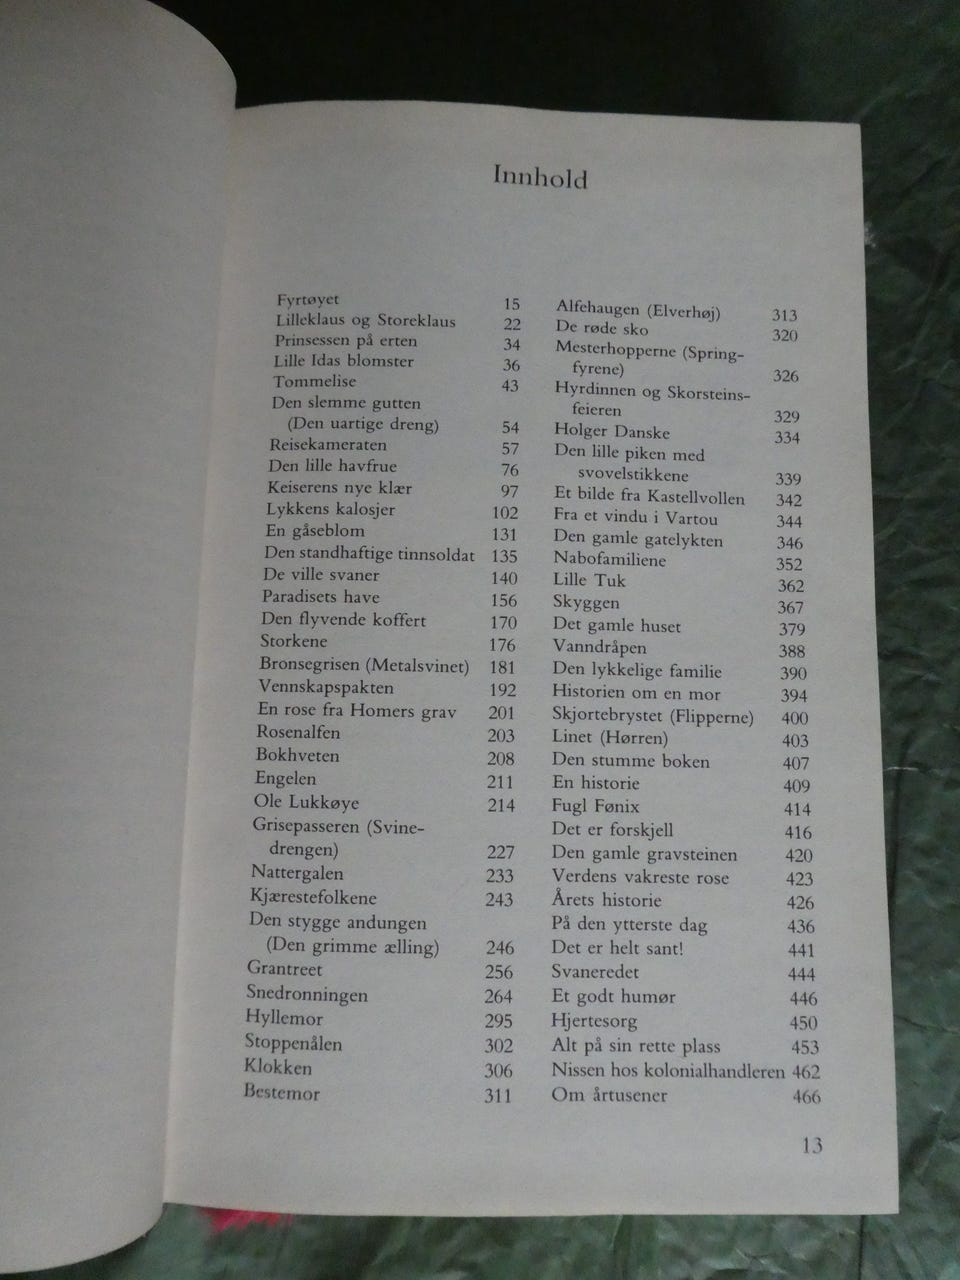 Innhold
Fyrtøyet 15
Lilleklaus og Storeklaus 22
Prinsessen på erten 34
Lille Idas blomster 36
Tommelise 43
Den slemme gutten
(Den uartige dreng) 54
Reisekameraten 57
Den lille havfrue 76
Keiserens nye klær 97
Lykkens kalosjer 102
En gåseblom 131
Den standhaftige tinnsoldat 135
De ville svaner 140
Paradisets have 156
Den flyvende koffert 170
Storkene 176
Bronsegrisen (Metalsvinet) 181
Vennskapspakten 192
En rose fra Homers grav 201
Rosenalfen 203
Bokhveten 208
Engelen 211
Ole Lukkøye 214
Grisepasseren (Svine-
drengen) 227
Nattergalen 233
Kjærestefolkene 243
Den stygge andungen
(Den grimme ælling) 246
Grantreet 256
Snedronningen 264
Hyllemor 295
Stoppenålen 302
Klokken 306
Bestemor 311
Alfehaugen (Elverhøj) 313
De røde sko 320
Mesterhopperne (Spring-
fyrene) 326
Hyrdinnen og Skorsteins-
feieren 329
Holger Danske 334
Den lille piken med
svovelstikkene 339
Et bilde fra Kastellvollen 342
Fra et vindu i Vartou 344
Den gamle gatelykten 346
Nabofamiliene 352
Lille Tuk 362
Skyggen 367
Det gamle huset 379
Vanndråpen 388
Den lykkelige familie 390
Historien om en mor 394
Skjortebrystet (Flipperne) 400
Linet (Hørren) 403
Den stumme boken 407
En historie 409
Fugl Fønix 414
Det er forskjell 416
Den gamle gravsteinen 420
Verdens vakreste rose 423
Årets historie 426
På den ytterste dag 436
Det er helt sant! 441
Svaneredet 444
Et godt humør 446
Hjertesorg 450
Alt på sin rette plass 453
Nissen hos kolonialhandleren 462
Om årtusener 466
13